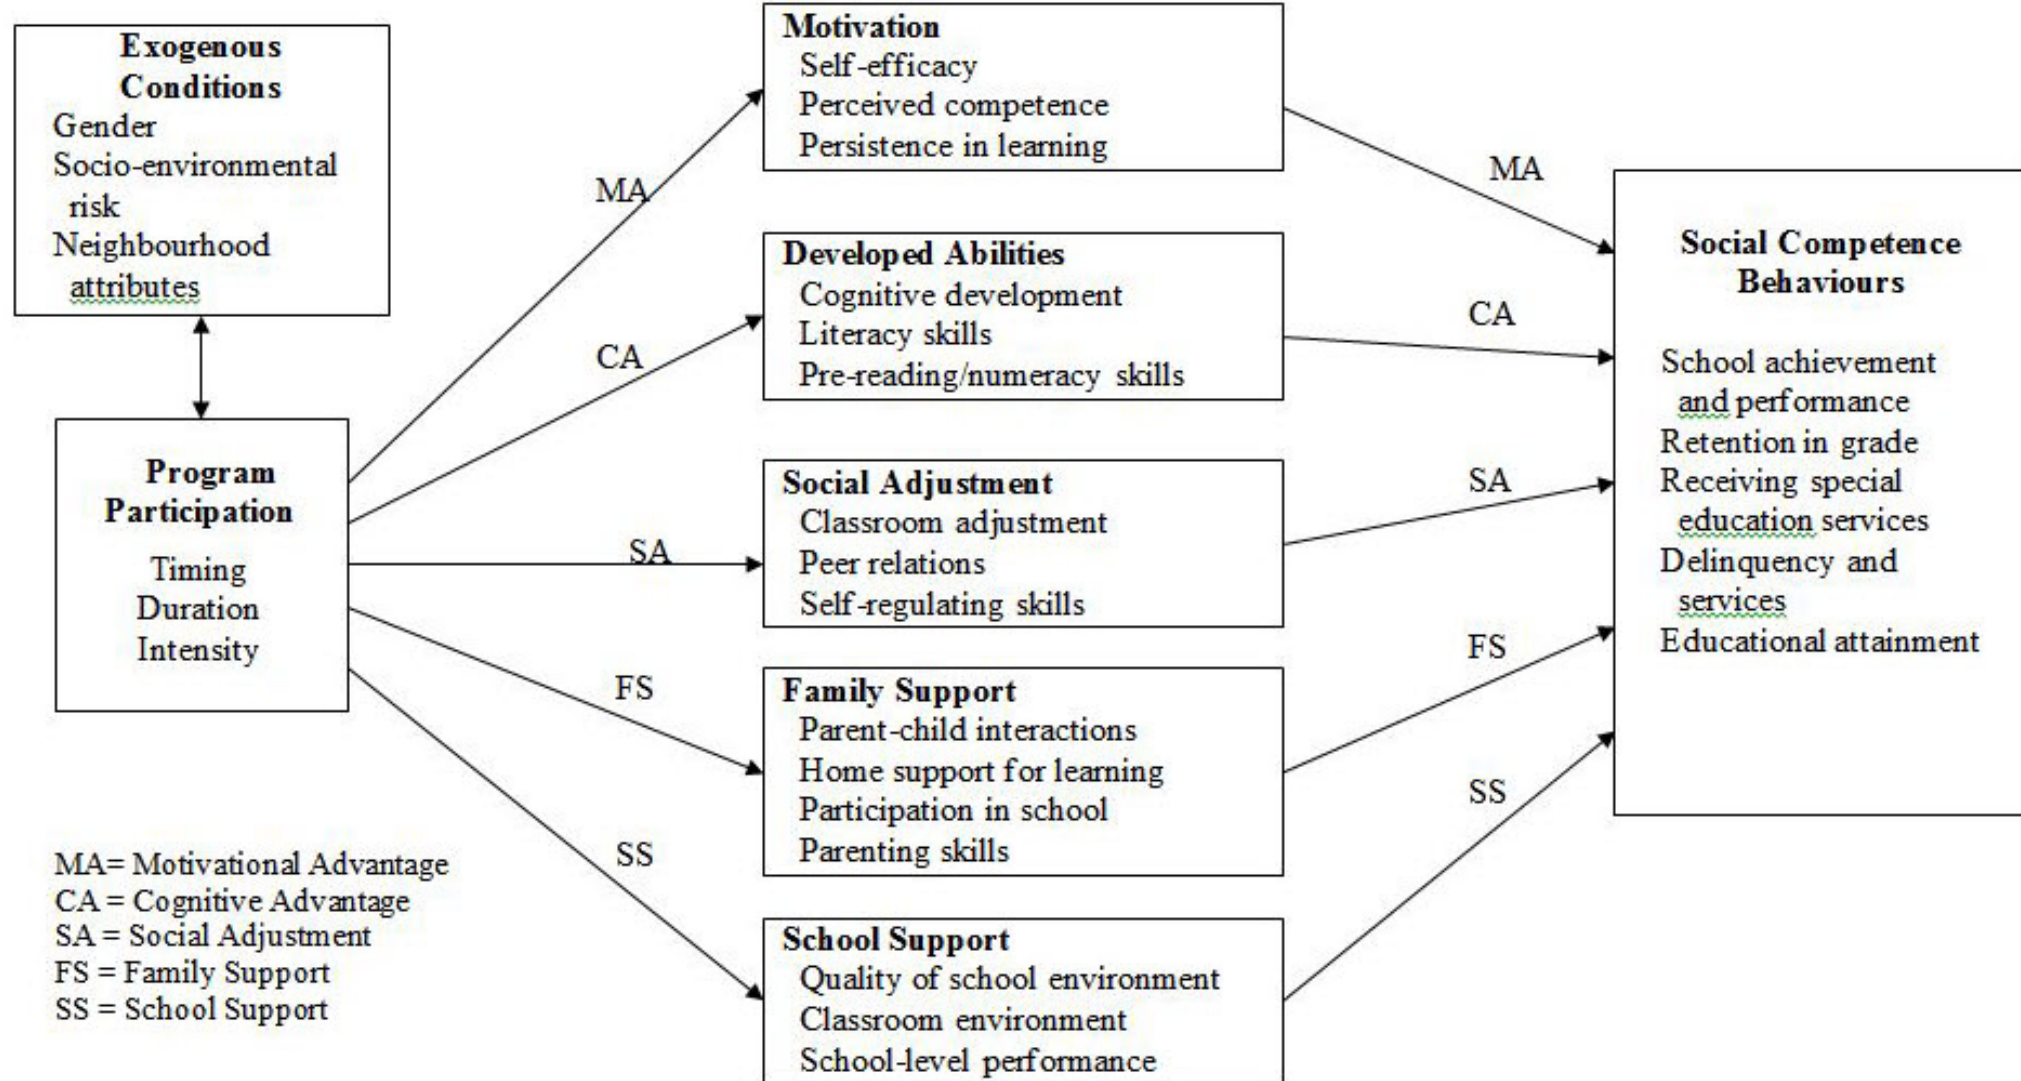 Exogenous
Conditions
Gender
Socio-environmental
risk
Neighbourhood
attributes
Program
Participation
Timing
Duration
Intensity
MA= Motivational Advantage
CA = Cognitive Advantage
SA = Social Adjustment
FS = Family Support
SS = School Support
MA
CA
SA
FS
SS
Motivation
Self-efficacy
Perceived competence
Persistence in learning
Developed Abilities
Cognitive development
Literacy skills
Pre-reading/numeracy skills
Social Adjustment
Classroom adjustment
Peer relations
Self-regulating skills
Family Support
Parent-child interactions
Home support for learning
Participation in school
Parenting skills
School Support
Quality of school environment
Classroom environment
School-level performance
MA
CA
SA
FS
SS
Social Competence
Behaviours
School achievement
and performance
Retention in grade
Receiving special
education services
Delinquency and
services
Educational attainment